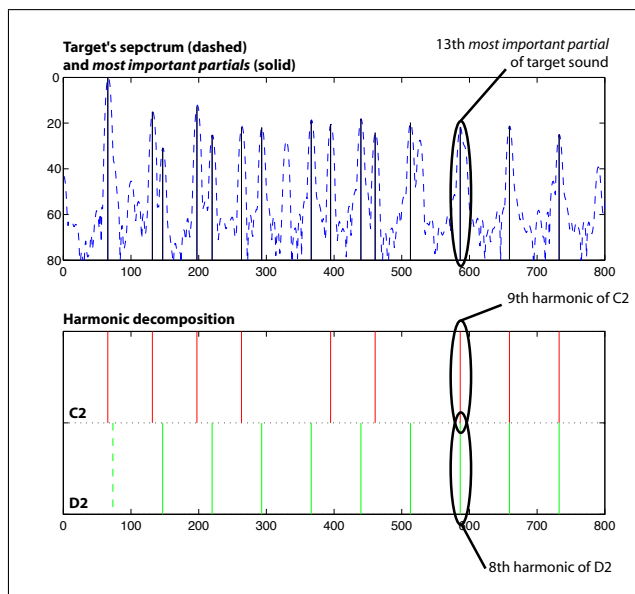 Target's sepctrum (dashed)
and most important partials (solid)
13th most important partial
of target sound
0
20
40
60
80
0 100 200 300 400 500 600 700 800
9th harmonic of C2
Harmonic decomposition
C2
D2
0 100 200 300 400 500 600 700 800
8th harmonic of D2